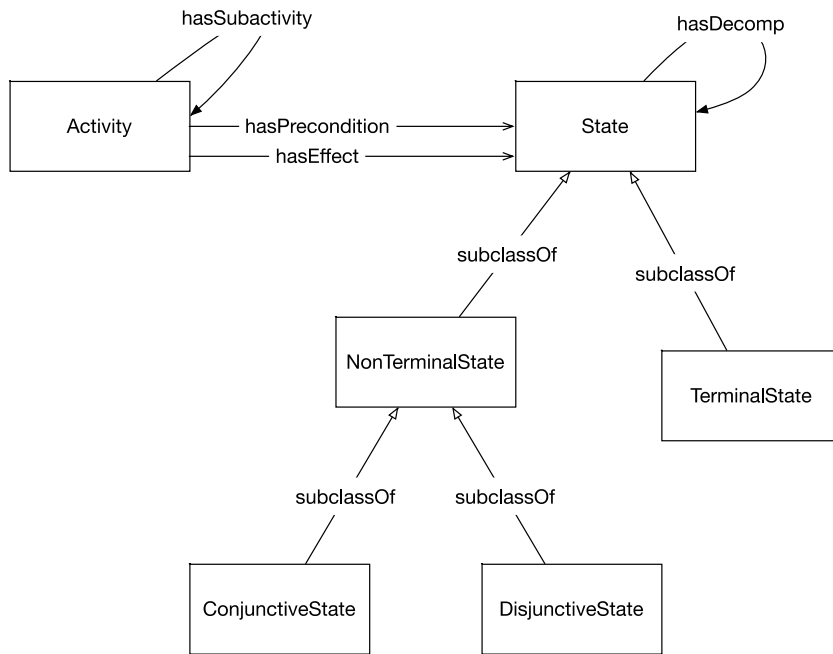 hasSubactivity
hasDecomp
Activity
hasPrecondition
State
hasEffect
subclassOf
subclassOf
NonTerminalState
TerminalState
subclassOf
subclassOf
ConjunctiveState
DisjunctiveState